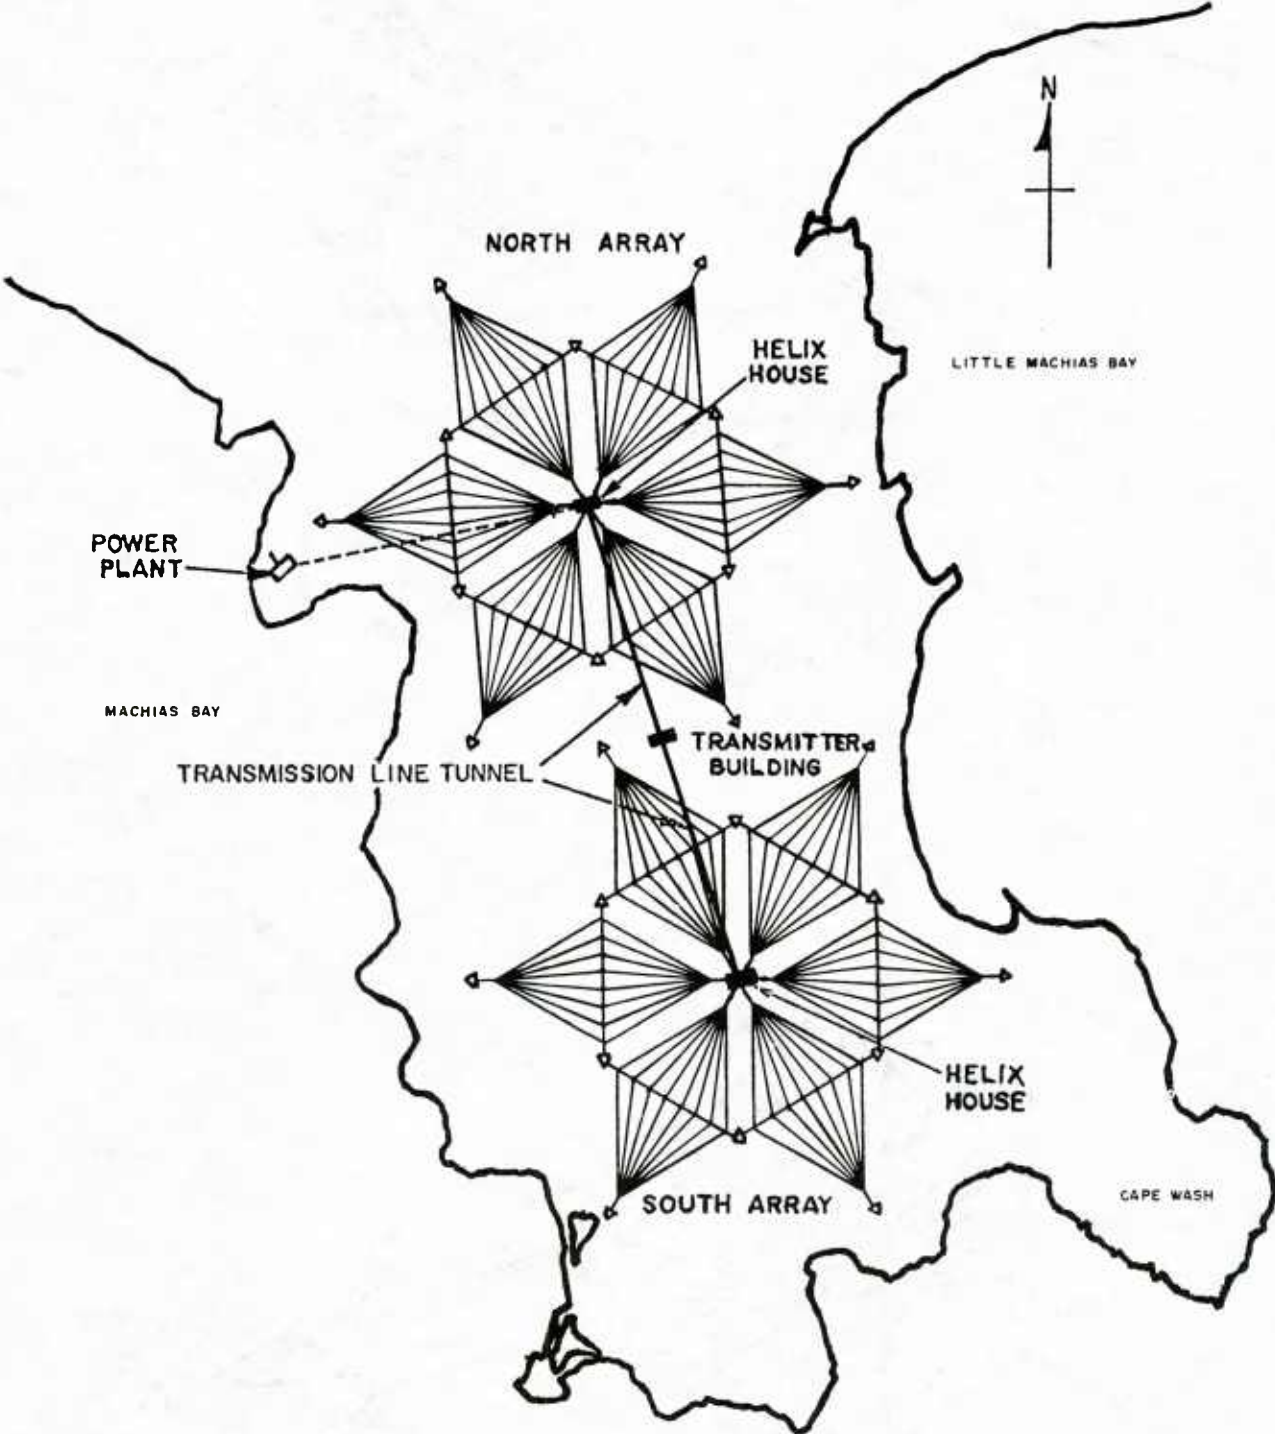 N
NORTH ARRAY
HELIX
HOUSE
LITTLE MACHIAS BAY
POWER
PLANT
MACHIAS BAY
TRANSMITTER
BUILDING
TRANSMISSION LINE TUNNEL
HELIX
HOUSE
CAPE WASH
SOUTH ARRAY